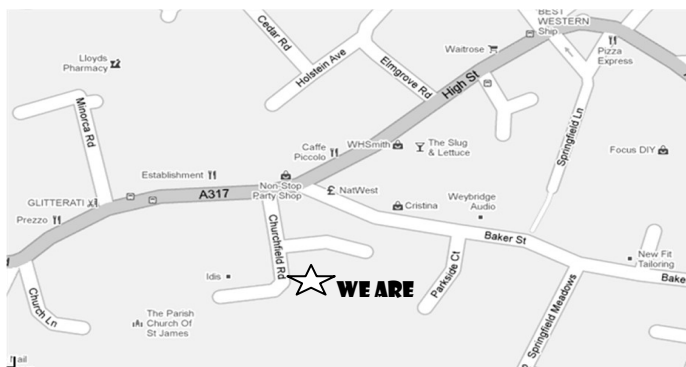 BEST
WESTERN
Ship
Cedar Rd
Waitrose
Pizza
Express
Lloyds
Pharmacy
Holstein Ave
Elmgrove Rd
High St
Minorca Rd
Springfield Ln
Caffe
Piccolo
WHSmith
The Slug
& Lettuce
Focus DIY
Establishment
A317
Non-Stop
Party Shop
£ NatWest
GLITTERATI
Prezzo
Cristina
Weybridge
Audio
Churchfield Rd
Baker St
New Fit
Tailoring
Idis
WE ARE
Parkside Ct
Bake
Church Ln
The Parish
Church Of
St James
Springfield Meadows